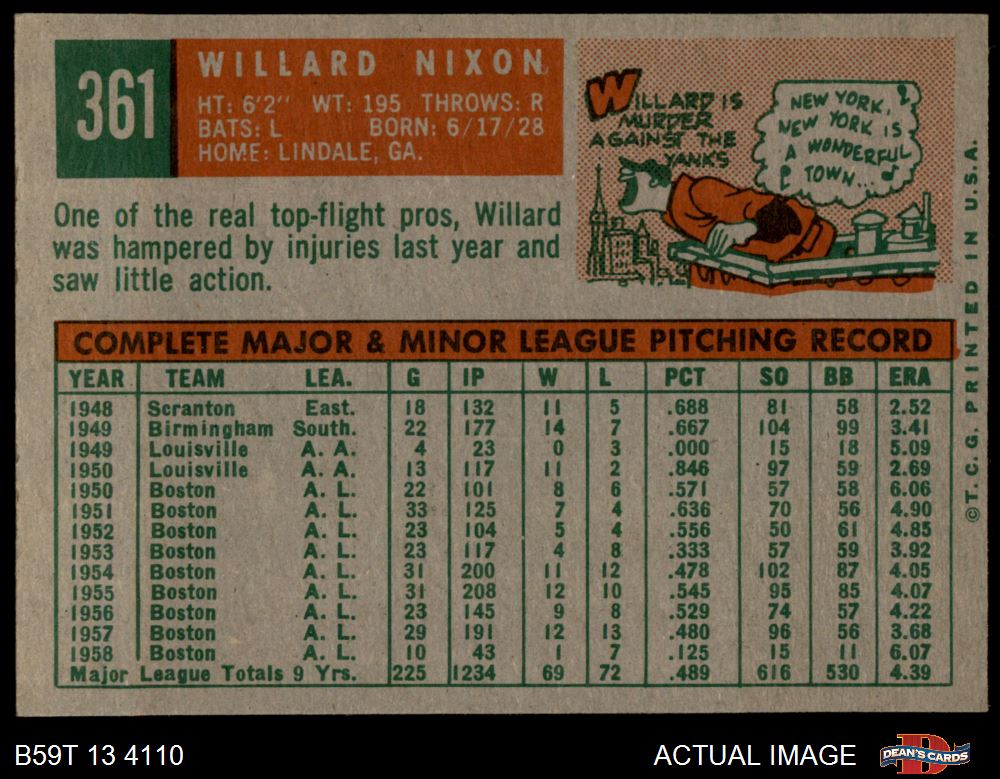 361
WILLARD NIXON
HT: 6'2" WT: 195 THROWS: R
BATS: L BORN: 6/17/28
HOME: LINDALE, GA.
WILLARD IS
MURDER
AGAINST THE
YANKS
NEW YORK,
NEW YORK IS
A WONDERFUL
TOWN...
One of the real top-flight pros, Willard
was hampered by injuries last year and
saw little action.
COMPLETE MAJOR & MINOR LEAGUE PITCHING RECORD
YEAR TEAM LEA. G IP W L PCT SO BB ERA
1948 Scranton East. 18 132 11 5 .688 81 58 2.52
1949 Birmingham South. 22 177 14 7 .667 104 99 3.41
1949 Louisville A. A. 4 23 0 3 .000 15 18 5.09
1950 Louisville A. A. 13 117 11 2 .846 97 59 2.69
1950 Boston A. L. 22 101 8 6 .571 57 58 6.06
1951 Boston A. L. 33 125 7 4 .636 70 56 4.90
1952 Boston A. L. 23 104 5 4 .556 50 61 4.85
1953 Boston A. L. 23 117 4 8 .333 57 59 3.92
1954 Boston A. L. 31 200 11 12 .478 102 87 4.05
1955 Boston A. L. 31 208 12 10 .545 95 85 4.07
1956 Boston A. L. 23 145 9 8 .529 74 57 4.22
1957 Boston A. L. 29 191 12 13 .480 96 56 3.68
1958 Boston A. L. 10 43 1 7 .125 15 11 6.07
Major League Totals 9 Yrs. 225 1234 69 72 .489 616 530 4.39
©T. C. G. PRINTED IN U.S.A.
B59T 13 4110
ACTUAL IMAGE
D
DEAN'S CARDS